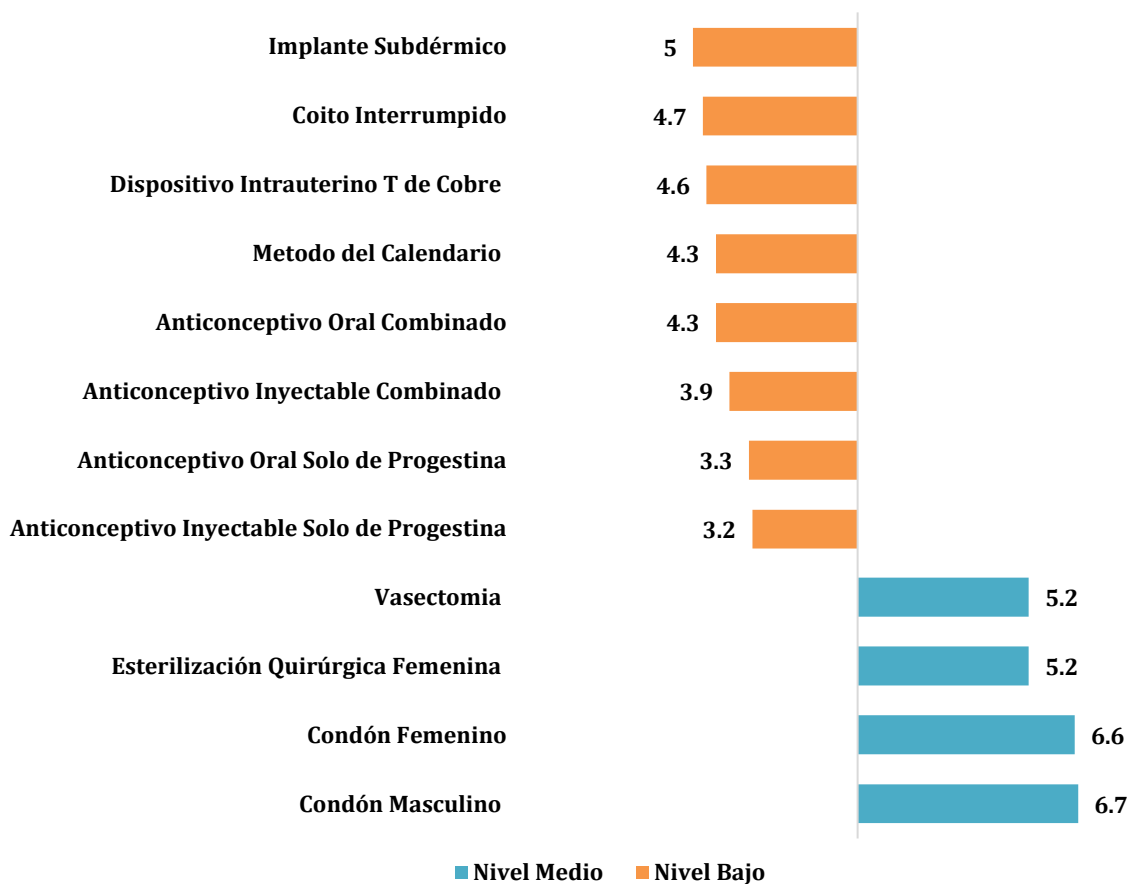 Implante Subdérmico 5
Coito Interrumpido 4.7
Dispositivo Intrauterino T de Cobre 4.6
Metodo del Calendario 4.3
Anticonceptivo Oral Combinado 4.3
Anticonceptivo Inyectable Combinado 3.9
Anticonceptivo Oral Solo de Progestina 3.3
Anticonceptivo Inyectable Solo de Progestina 3.2
Vasectomia 5.2
Esterilización Quirúrgica Femenina 5.2
Condón Femenino 6.6
Condón Masculino 6.7
Nivel Medio Nivel Bajo